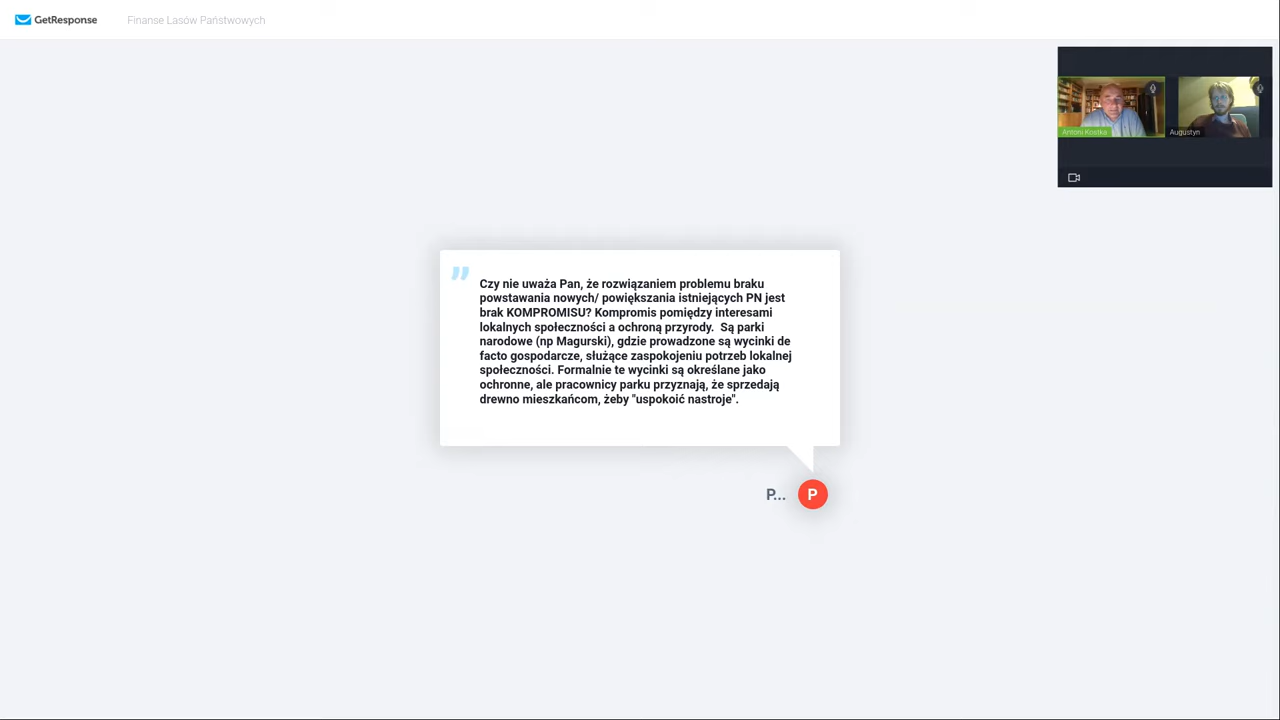 GetResponse
Finanse Lasów Państwowych
Antoni Kostka
Augustyn
Czy nie uważa Pan, że rozwiązaniem problemu braku
powstawania nowych/ powiększania istniejących PN jest
brak KOMPROMISU? Kompromis pomiędzy interesami
lokalnych społeczności a ochroną przyrody.  Są parki
narodowe (np Magurski), gdzie prowadzone są wycinki de
facto gospodarcze, służące zaspokojeniu potrzeb lokalnej
społeczności. Formalnie te wycinki są określane jako
ochronne, ale pracownicy parku przyznają, że sprzedają
drewno mieszkańcom, żeby "uspokoić nastroje".
P... P